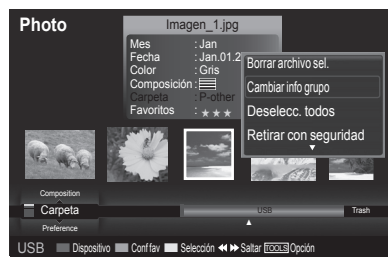 Photo
Imagen_1.jpg
Mes : Jan
Fecha : Jan.01.2
Color : Gris
Composición :
Carpeta : P-other
Favoritos : ★ ★ ★
Borrar archivo sel.
Cambiar info grupo
Deselecc. todos
Retirar con seguridad
Composition
Carpeta
Preference
USB
Trash
USB Dispositivo Conf fav Selección Saltar TOOLS Opción